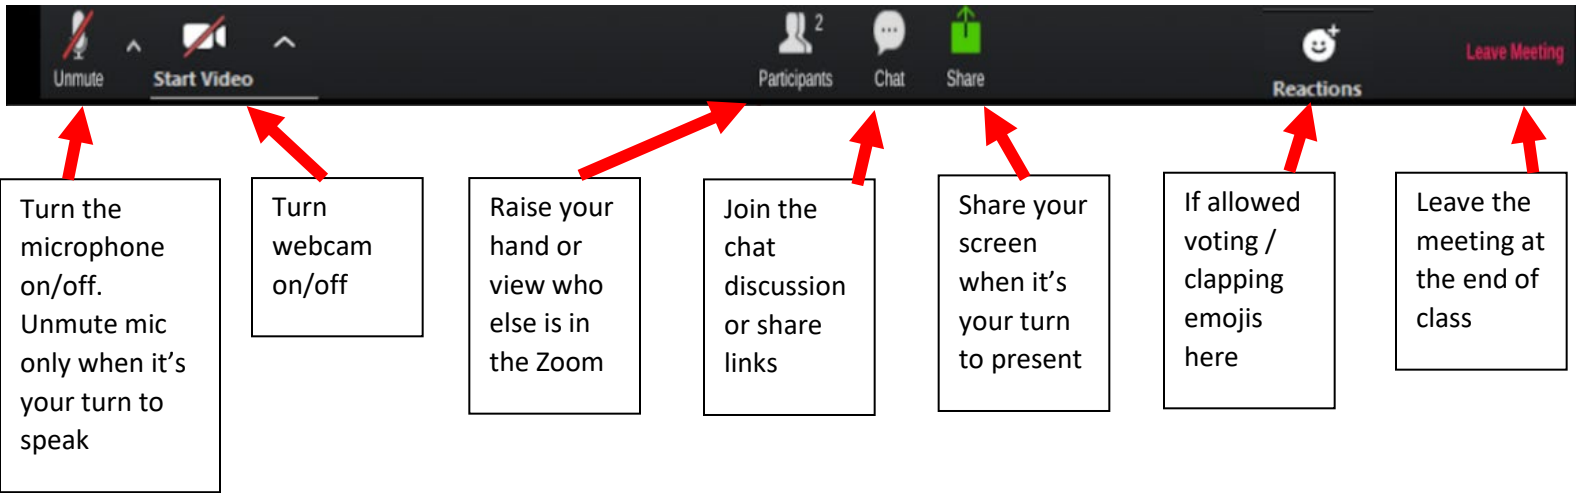 Unmute
Start Video
Participants
2
Chat
Share
Reactions
Leave Meeting
Turn the
microphone
on/off.
Unmute mic
only when it’s
your turn to
speak
Turn
webcam
on/off
Raise your
hand or
view who
else is in
the Zoom
Join the
chat
discussion
or share
links
Share your
screen
when it’s
your turn
to present
If allowed
voting /
clapping
emojis
here
Leave the
meeting at
the end of
class